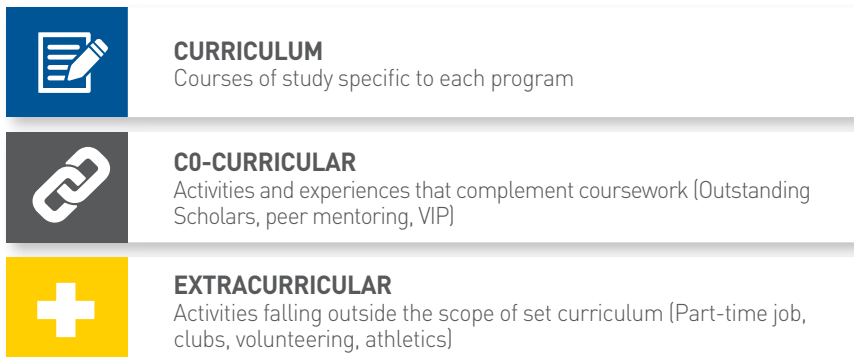 CURRICULUM
Courses of study specific to each program
C0-CURRICULAR
Activities and experiences that complement coursework (Outstanding
Scholars, peer mentoring, VIP)
EXTRACURRICULAR
Activities falling outside the scope of set curriculum (Part-time job,
clubs, volunteering, athletics)